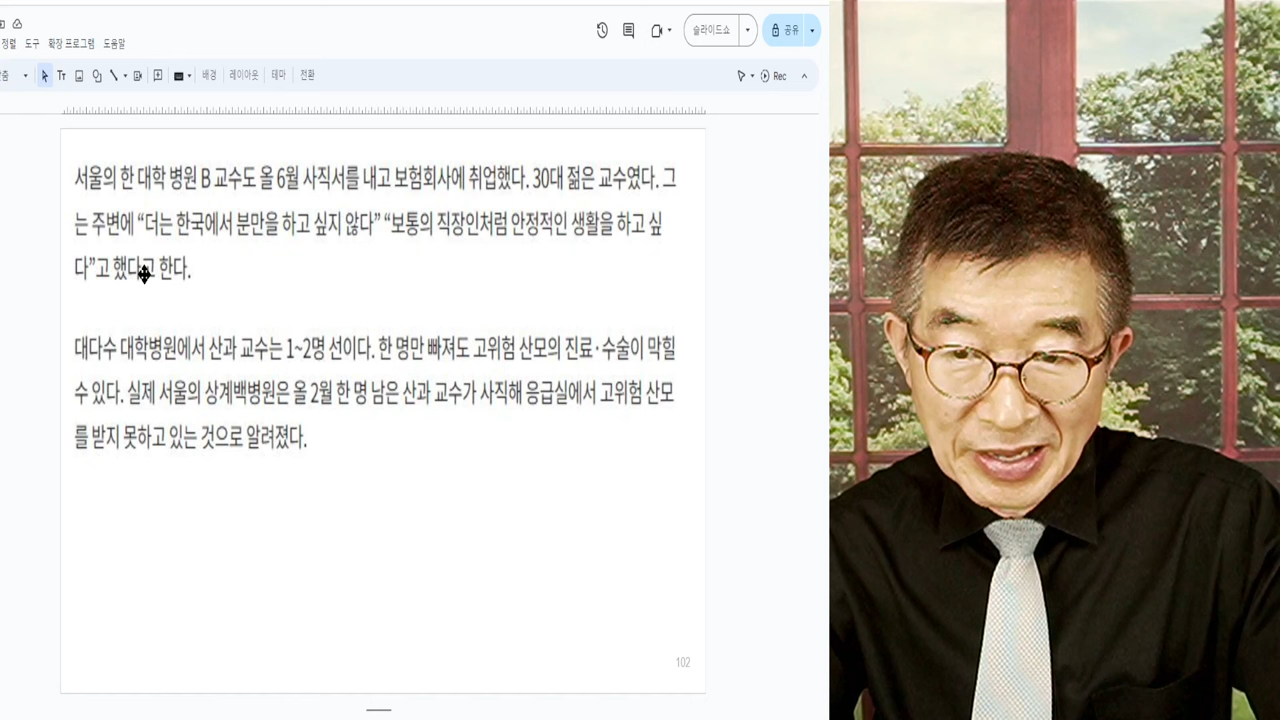 정렬 도구 확장 프로그램 도움말
슬라이드쇼
공유
배경 레이아웃 테마 전환
Rec
서울의 한 대학 병원 B 교수도 올 6월 사직서를 내고 보험회사에 취업했다. 30대 젊은 교수였다. 그
는 주변에 “더는 한국에서 분만을 하고 싶지 않다” “보통의 직장인처럼 안정적인 생활을 하고 싶
다”고 했다고 한다.
대다수 대학병원에서 산과 교수는 1~2명 선이다. 한 명만 빠져도 고위험 산모의 진료·수술이 막힐
수 있다. 실제 서울의 상계백병원은 올 2월 한 명 남은 산과 교수가 사직해 응급실에서 고위험 산모
를 받지 못하고 있는 것으로 알려졌다.
102